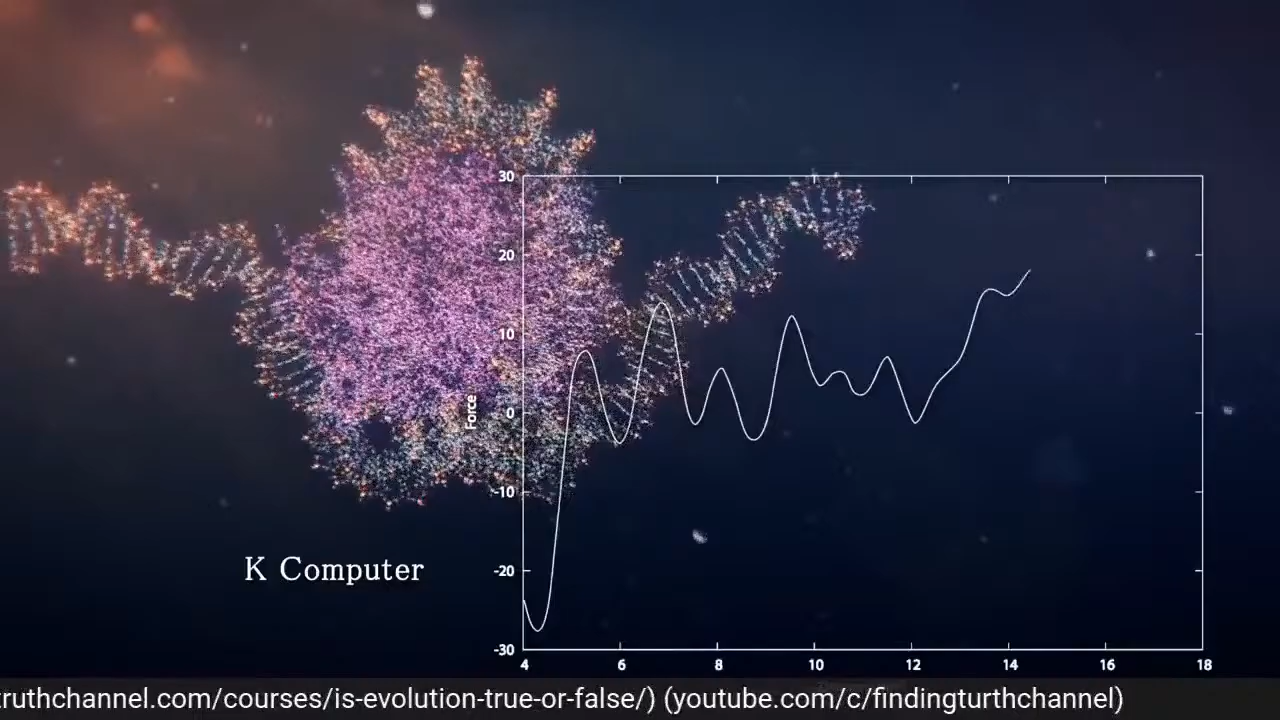 30
20
10
0
-10
-20
-30
Force
4 6 8 10 12 14 16 18
K Computer
truthchannel.com/courses/is-evolution-true-or-false/) (youtube.com/c/findingturthchannel)